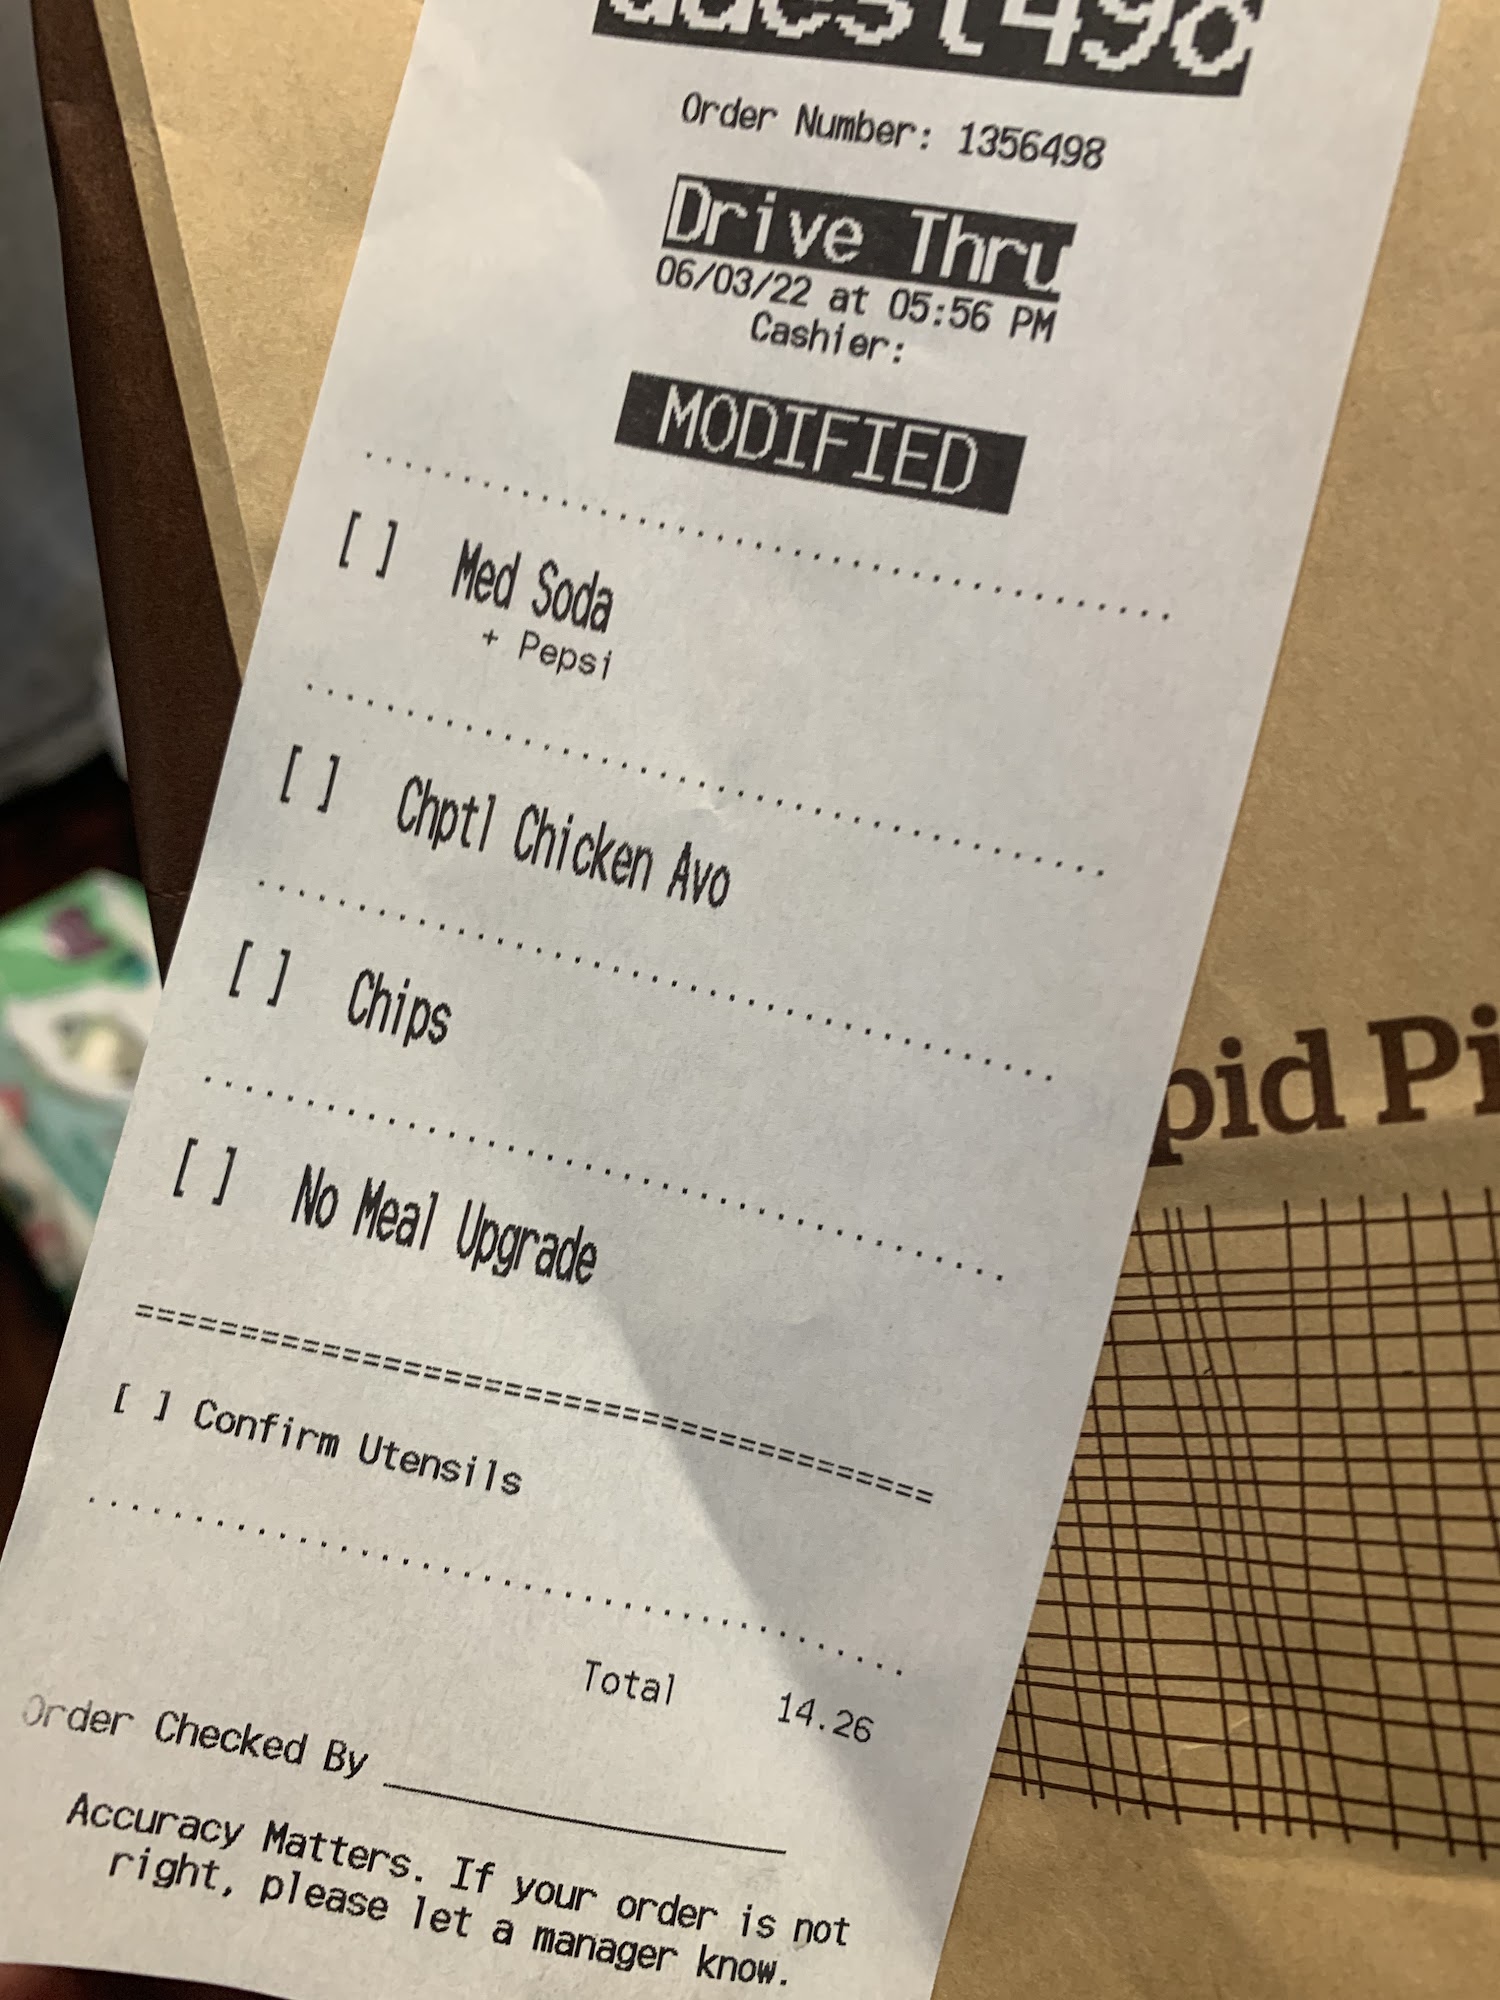 Order Number: 1356498
Drive Thru
06/03/22 at 05:56 PM
Cashier:
MODIFIED
[ ] Med Soda
+ Pepsi
[ ] Chptl Chicken Avo
[ ] Chips
[ ] No Meal Upgrade
[ ] Confirm Utensils
Total 14.26
Order Checked By
Accuracy Matters. If your order is not
right, please let a manager know.
pid Pi